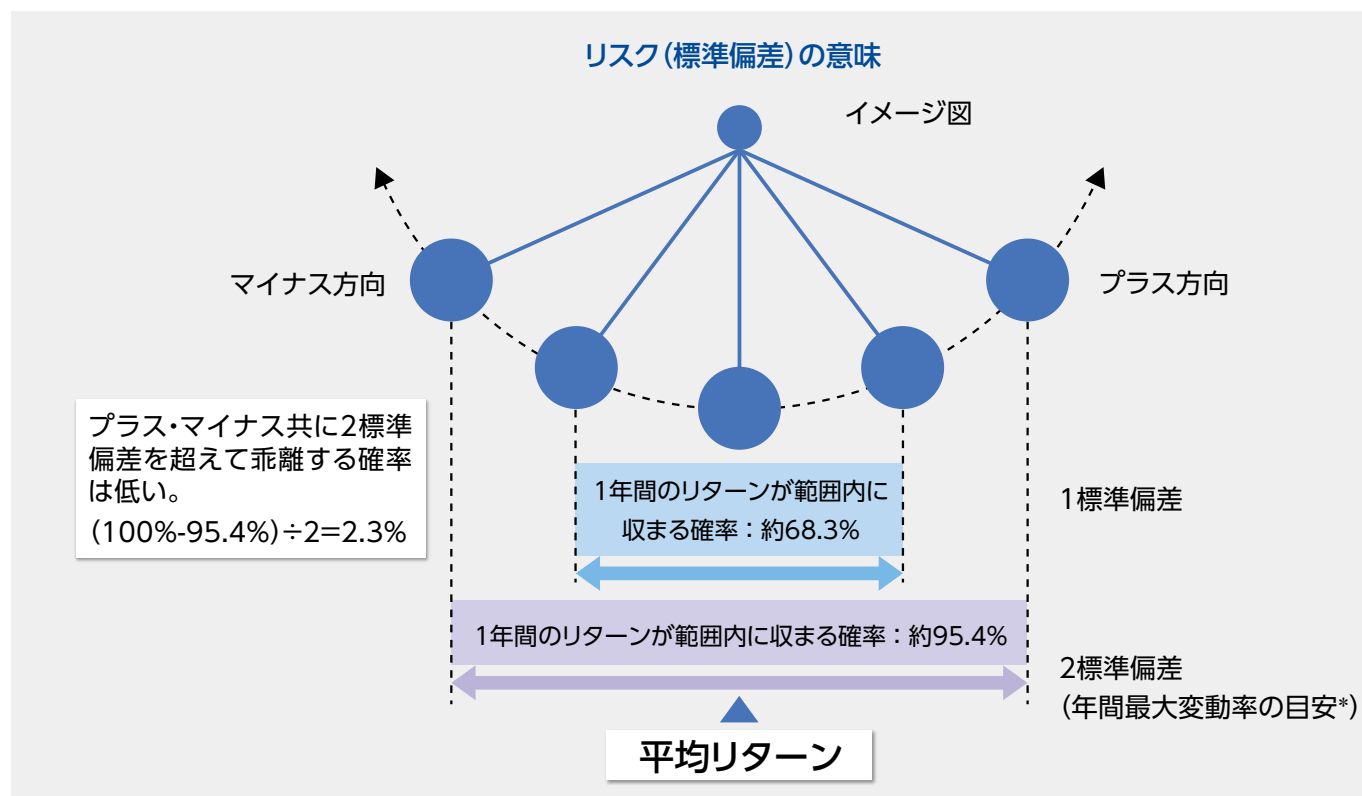 リスク（標準偏差）の意味
イメージ図
マイナス方向
プラス方向
プラス・マイナス共に2標準
偏差を超えて乖離する確率
は低い。
(100%-95.4%)÷2=2.3%
1年間のリターンが範囲内に
収まる確率：約68.3%
1標準偏差
1年間のリターンが範囲内に収まる確率：約95.4%
2標準偏差
(年間最大変動率の目安*)
平均リターン